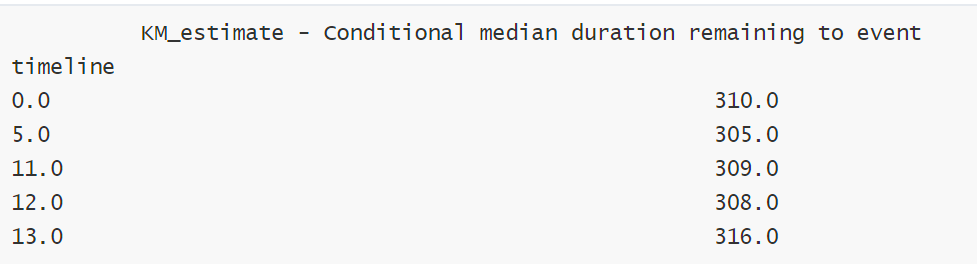 KM_estimate - Conditional median duration remaining to event
timeline
0.0 310.0
5.0 305.0
11.0 309.0
12.0 308.0
13.0 316.0